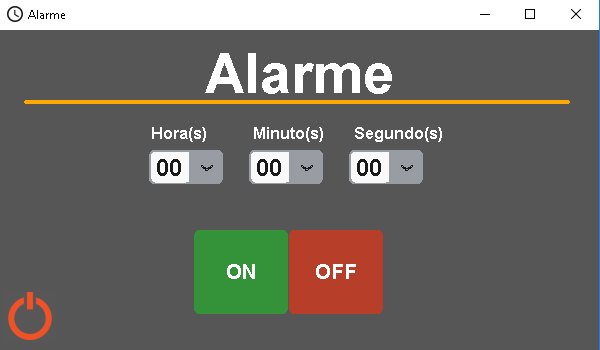 Alarme
Alarme
Hora(s) Minuto(s) Segundo(s)
00 00 00
ON OFF